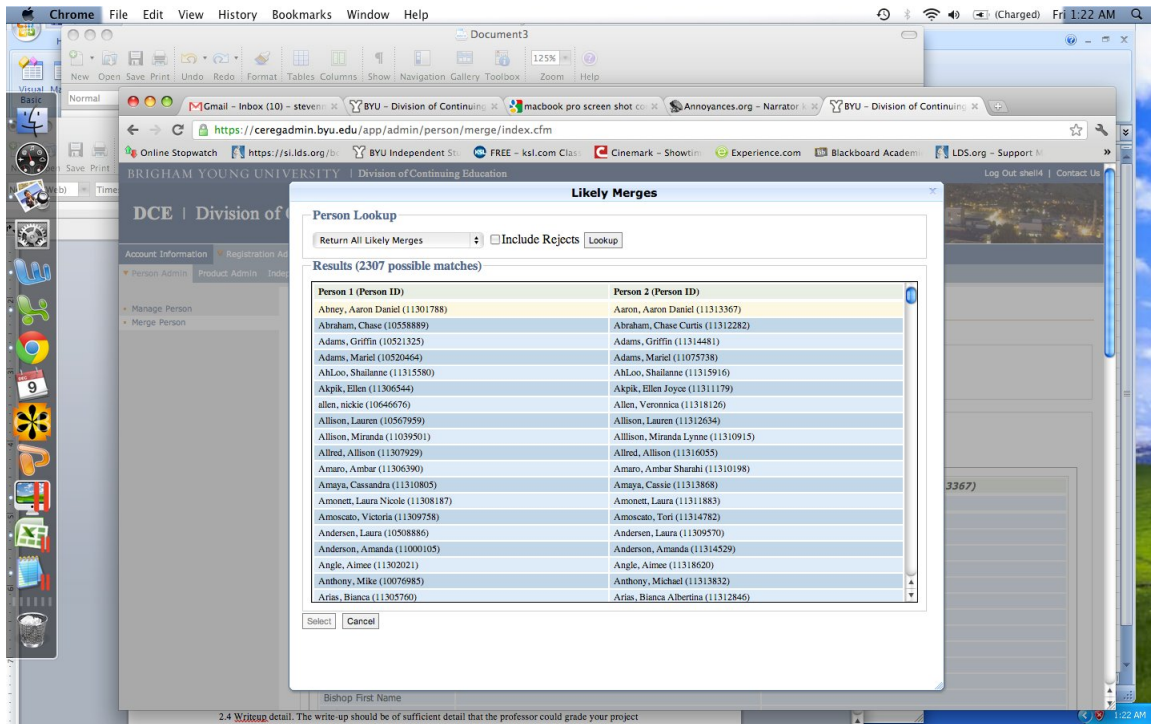 Chrome File Edit View History Bookmarks Window Help (Charged) Fri 1:22 AM
Document3
125%
New Open Save Print Undo Redo Format Tables Columns Show Navigation Gallery Toolbox Zoom Help
Visual
Basic
Normal
Gmail – Inbox (10) – steven
BYU – Division of Continuing
macbook pro screen shot co
Annoyances.org – Narrator
BYU – Division of Continuing
https://ceregadmin.byu.edu/app/admin/person/merge/index.cfm
Online Stopwatch https://si.lds.org/b BYU Independent FREE – ksl.com Clas Cinemark – Showtim Experience.com Blackboard Academi LDS.org – Support M
Save Print
BRIGHAM YOUNG UNIVERSITY | Division of Continuing Education Log Out shell4 | Contact Us
Web) Time
DCE | Division of
Account Information Registration Ad
Person Admin Product Admin
Manage Person
Merge Person
Likely Merges
Person Lookup
Return All Likely Merges Include Rejects Lookup
Results (2307 possible matches)
Person 1 (Person ID) Person 2 (Person ID)
Abney, Aaron Daniel (11301788) Aaron, Aaron Daniel (11313367)
Abraham, Chase (10558889) Abraham, Chase Curtis (11312282)
Adams, Griffin (10521325) Adams, Griffin (11314481)
Adams, Mariel (10520464) Adams, Mariel (11075738)
AhLoo, Shailanne (11315580) AhLoo, Shailanne (11315916)
Akpik, Ellen (11306544) Akpik, Ellen Joyce (11311179)
allen, nickie (10646676) Allen, Veronnica (11318126)
Allison, Lauren (10567959) Allison, Lauren (11312634)
Allison, Miranda (11039501) Alllison, Miranda Lynne (11310915)
Allred, Allison (11307929) Allred, Allison (11316055)
Amaro, Ambar (11306390) Amaro, Ambar Sharahi (11310198)
Amaya, Cassandra (11310805) Amaya, Cassie (11313868)
Amonett, Laura Nicole (11308187) Amonett, Laura (11311883)
Amoscato, Victoria (11309758) Amoscato, Tori (11314782)
Andersen, Laura (10508886) Andersen, Laura (11309570)
Anderson, Amanda (11000105) Anderson, Amanda (11314529)
Angle, Aimee (11302021) Angle, Aimee (11318620)
Anthony, Mike (10076985) Anthony, Michael (11313832)
Arias, Bianca (11305760) Arias, Bianca Albertina (11312846)
Select Cancel
3367)
DEC
9
Bishop First Name
2.4 Writeup detail. The write-up should be of sufficient detail that the professor could grade your project
1:22 AM